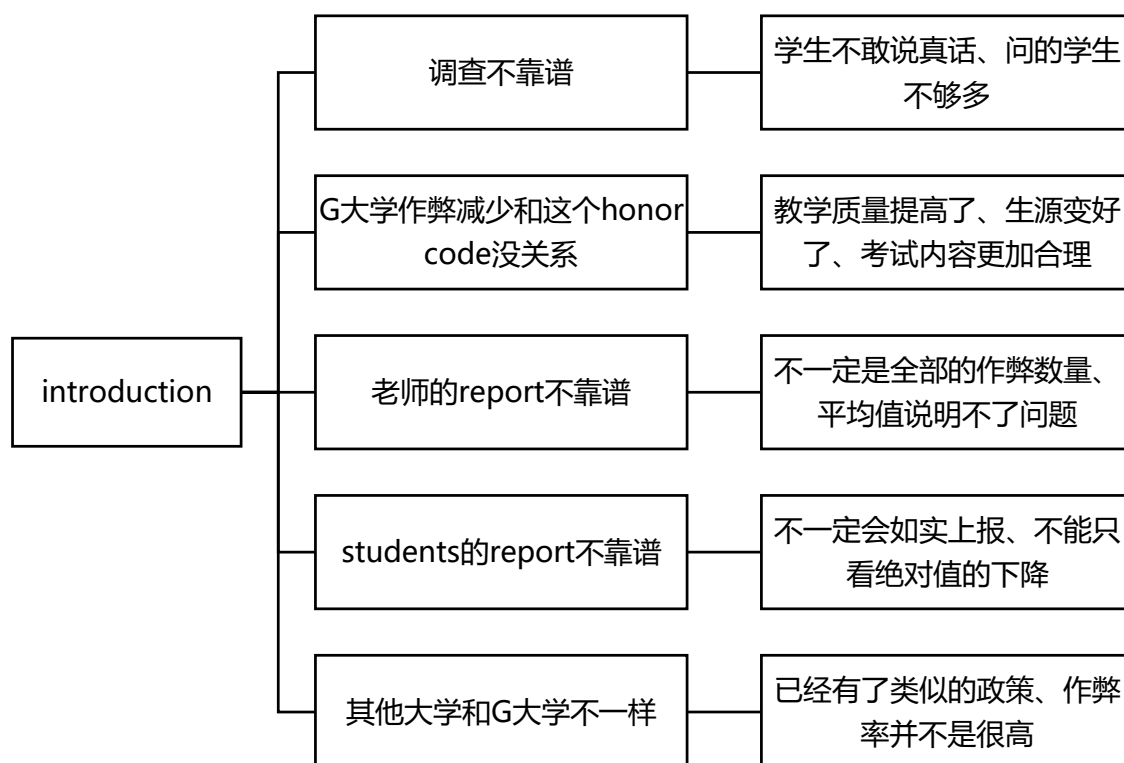 introduction
调查不靠谱
学生不敢说真话、问的学生
不够多
G大学作弊减少和这个honor
code没关系
教学质量提高了、生源变好
了、考试内容更加合理
老师的report不靠谱
不一定是全部的作弊数量、
平均值说明不了问题
students的report不靠谱
不一定会如实上报、不能只
看绝对值的下降
其他大学和G大学不一样
已经有了类似的政策、作弊
率并不是很高